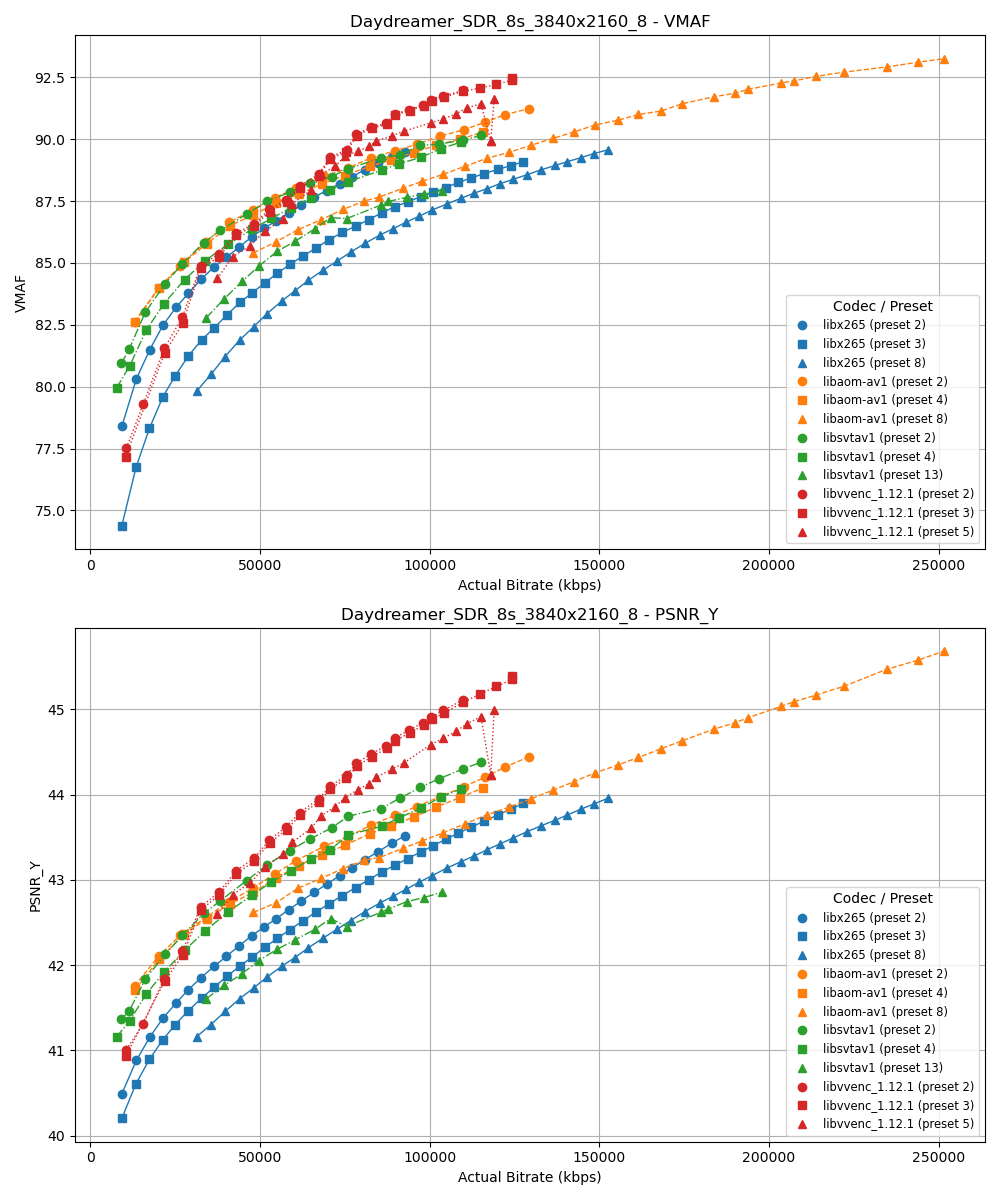 Daydreamer_SDR_8s_3840x2160_8 - VMAF
VMAF
92.5
90.0
87.5
85.0
82.5
80.0
77.5
75.0
Codec / Preset
libx265 (preset 2)
libx265 (preset 3)
libx265 (preset 8)
libaom-av1 (preset 2)
libaom-av1 (preset 4)
libaom-av1 (preset 8)
libsvtav1 (preset 2)
libsvtav1 (preset 4)
libsvtav1 (preset 13)
libvvenc_1.12.1 (preset 2)
libvvenc_1.12.1 (preset 3)
libvvenc_1.12.1 (preset 5)
0 50000 100000 150000 200000 250000
Actual Bitrate (kbps)
Daydreamer_SDR_8s_3840x2160_8 - PSNR_Y
PSNR_Y
45
44
43
42
41
40
Codec / Preset
libx265 (preset 2)
libx265 (preset 3)
libx265 (preset 8)
libaom-av1 (preset 2)
libaom-av1 (preset 4)
libaom-av1 (preset 8)
libsvtav1 (preset 2)
libsvtav1 (preset 4)
libsvtav1 (preset 13)
libvvenc_1.12.1 (preset 2)
libvvenc_1.12.1 (preset 3)
libvvenc_1.12.1 (preset 5)
0 50000 100000 150000 200000 250000
Actual Bitrate (kbps)